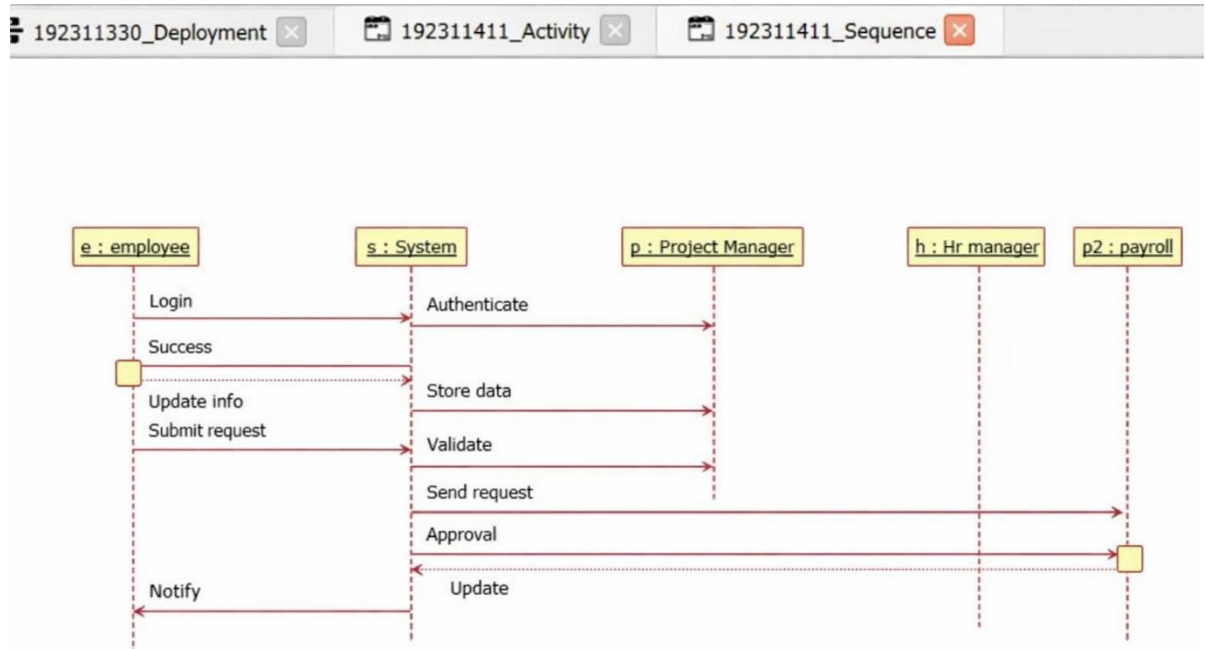 192311330_Deployment
192311411_Activity
192311411_Sequence
e : employee
s : System
p : Project Manager
h : Hr manager
p2 : payroll
Login
Authenticate
Success
Update info
Store data
Submit request
Validate
Send request
Approval
Update
Notify